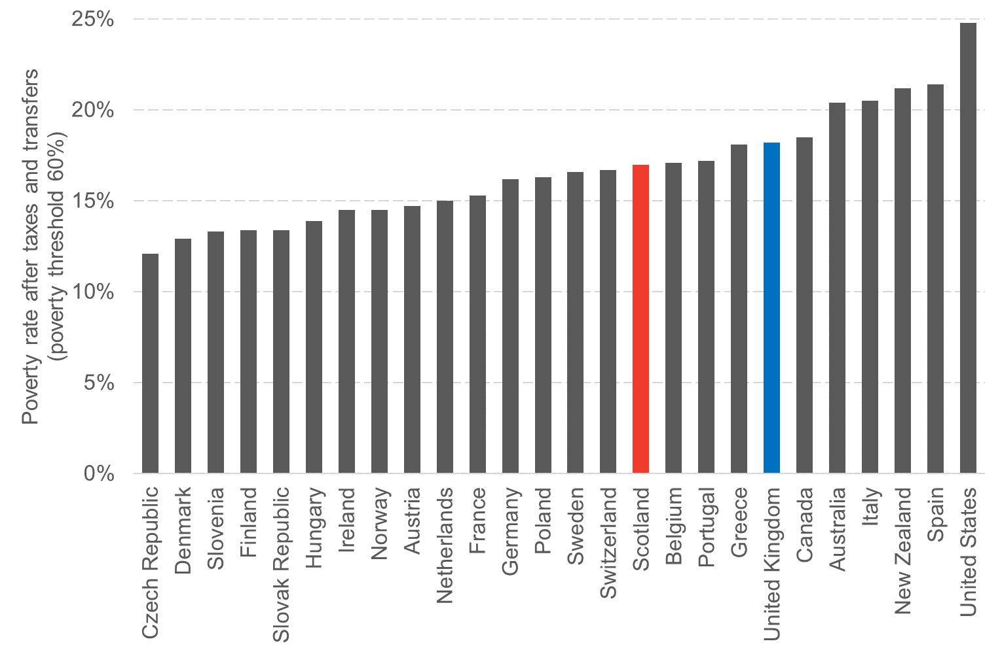 Poverty rate after taxes and transfers
(poverty threshold 60%)
25%
20%
15%
10%
5%
0%
Czech Republic
Denmark
Slovenia
Finland
Slovak Republic
Hungary
Ireland
Norway
Austria
Netherlands
France
Germany
Poland
Sweden
Switzerland
Scotland
Belgium
Portugal
Greece
United Kingdom
Canada
Australia
Italy
New Zealand
Spain
United States